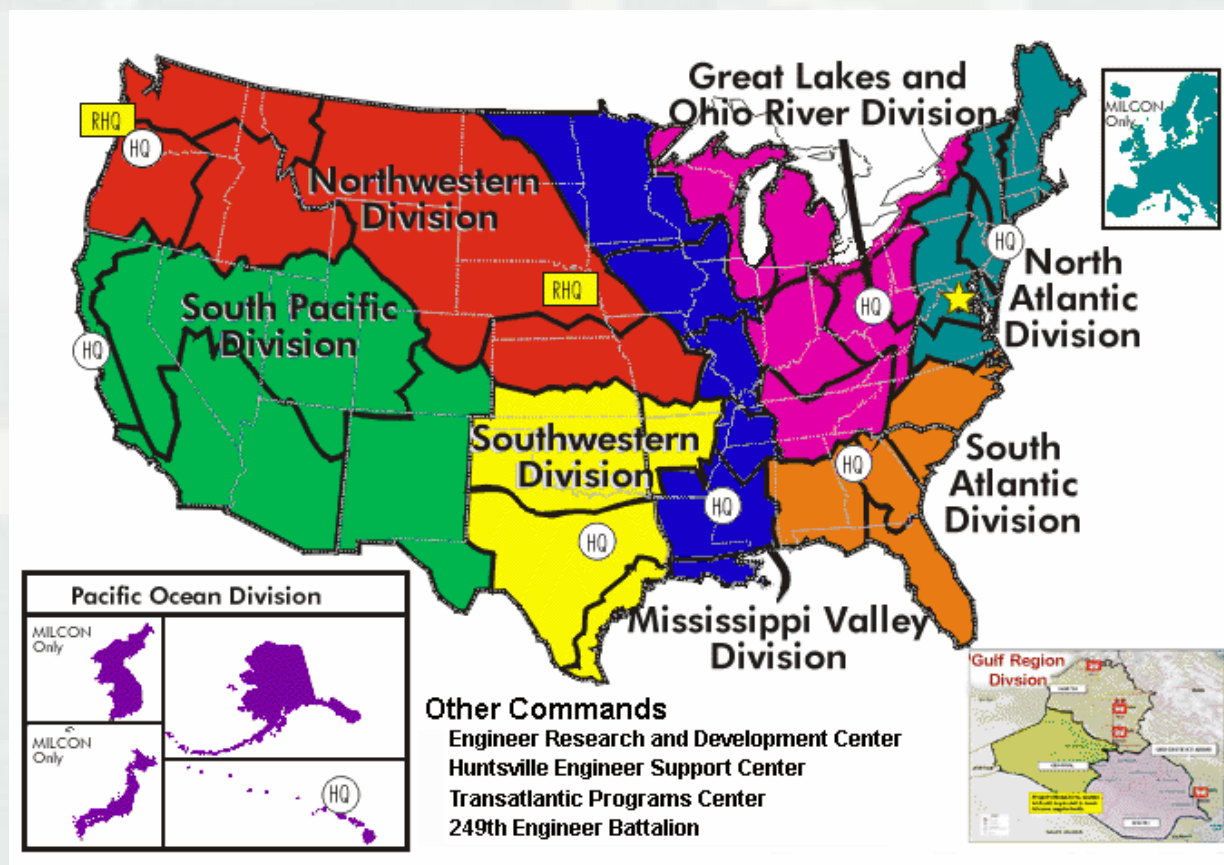 Great Lakes and
Ohio River Division
MILCON
Only
RHQ
HQ
Northwestern
Division
HQ
North
Atlantic
Division
RHQ
HQ
South Pacific
Division
HQ
Southwestern
Division
HQ
South
Atlantic
Division
HQ
HQ
Mississippi Valley
Division
Pacific Ocean Division
MILCON
Only
MILCON
Only
HQ
Other Commands
Engineer Research and Development Center
Huntsville Engineer Support Center
Transatlantic Programs Center
249th Engineer Battalion
Gulf Region
Divsion